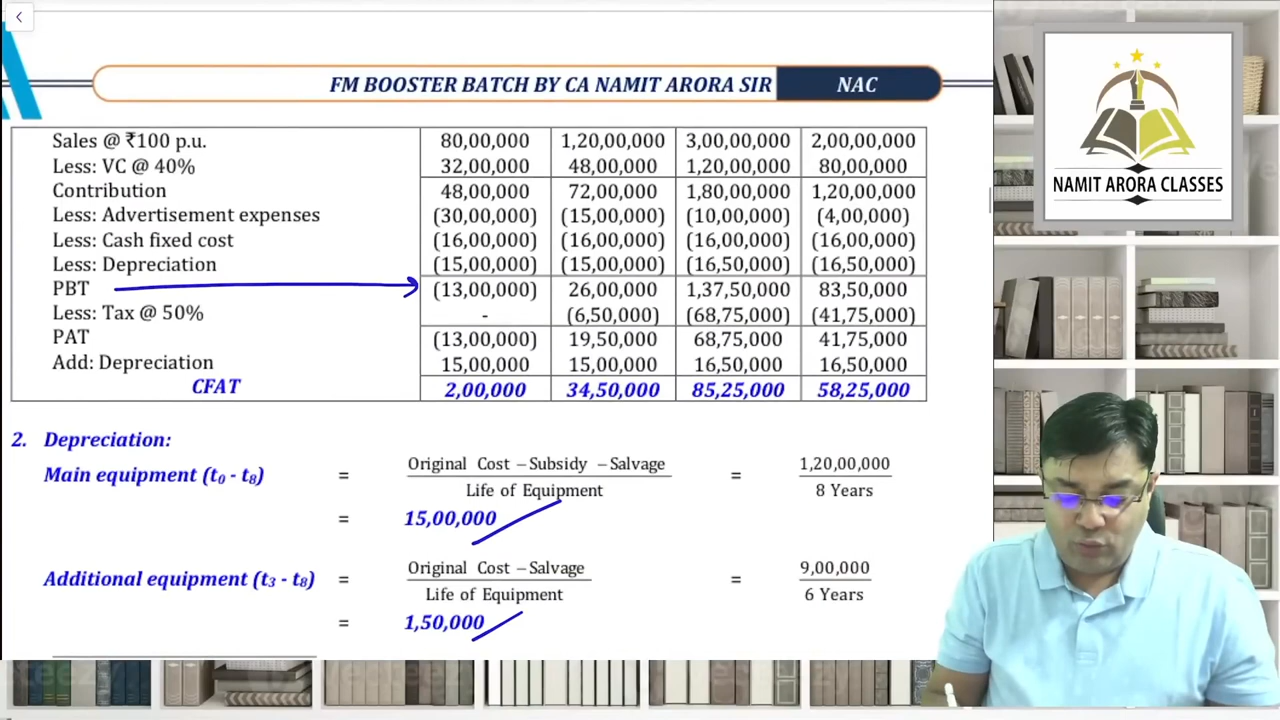 FM BOOSTER BATCH BY CA NAMIT ARORA SIR NAC
NAMIT ARORA CLASSES
Sales @ ₹100 p.u. 80,00,000 1,20,00,000 3,00,00,000 2,00,00,000
Less: VC @ 40% 32,00,000 48,00,000 1,20,00,000 80,00,000
Contribution 48,00,000 72,00,000 1,80,00,000 1,20,00,000
Less: Advertisement expenses (30,00,000) (15,00,000) (10,00,000) (4,00,000)
Less: Cash fixed cost (16,00,000) (16,00,000) (16,00,000) (16,00,000)
Less: Depreciation (15,00,000) (15,00,000) (16,50,000) (16,50,000)
PBT (13,00,000) 26,00,000 1,37,50,000 83,50,000
Less: Tax @ 50% - (6,50,000) (68,75,000) (41,75,000)
PAT (13,00,000) 19,50,000 68,75,000 41,75,000
Add: Depreciation 15,00,000 15,00,000 16,50,000 16,50,000
CFAT 2,00,000 34,50,000 85,25,000 58,25,000
2. Depreciation:
Main equipment (t0 - t8) = Original Cost – Subsidy – Salvage = 1,20,00,000
Life of Equipment 8 Years
= 15,00,000
Additional equipment (t3 - t8) = Original Cost – Salvage = 9,00,000
Life of Equipment 6 Years
= 1,50,000